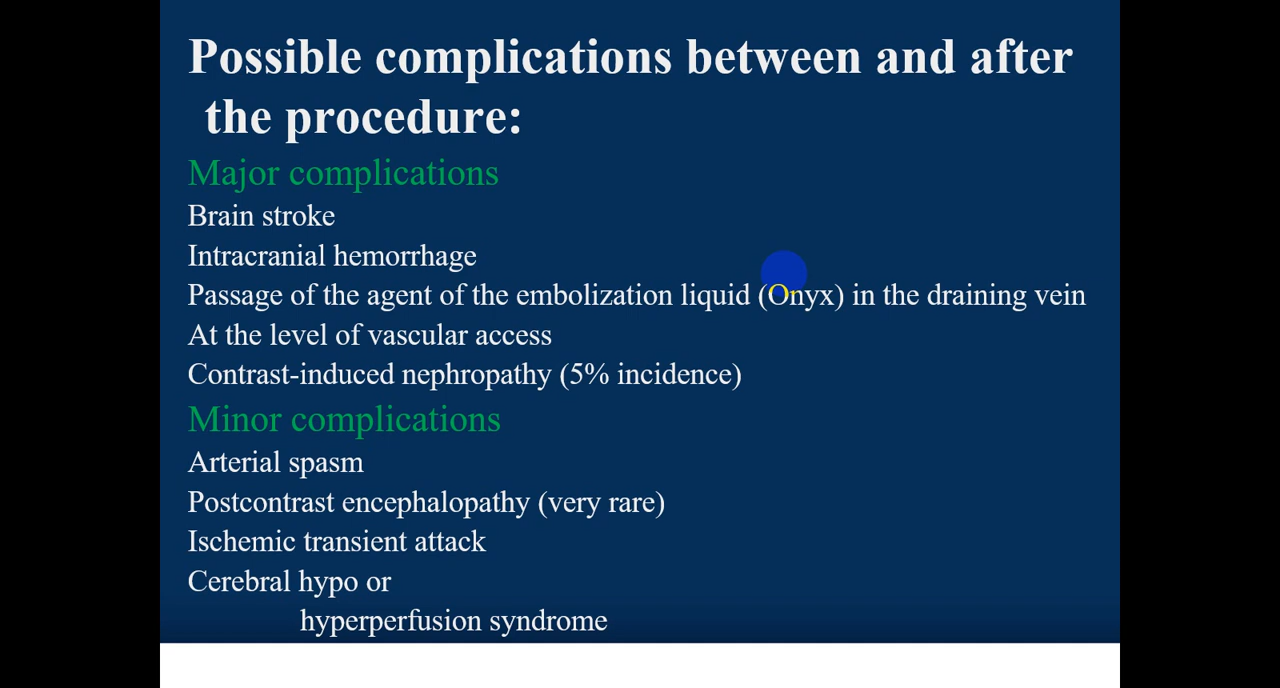 Possible complications between and after
the procedure:
Major complications
Brain stroke
Intracranial hemorrhage
Passage of the agent of the embolization liquid (Onyx) in the draining vein
At the level of vascular access
Contrast-induced nephropathy (5% incidence)
Minor complications
Arterial spasm
Postcontrast encephalopathy (very rare)
Ischemic transient attack
Cerebral hypo or
hyperperfusion syndrome